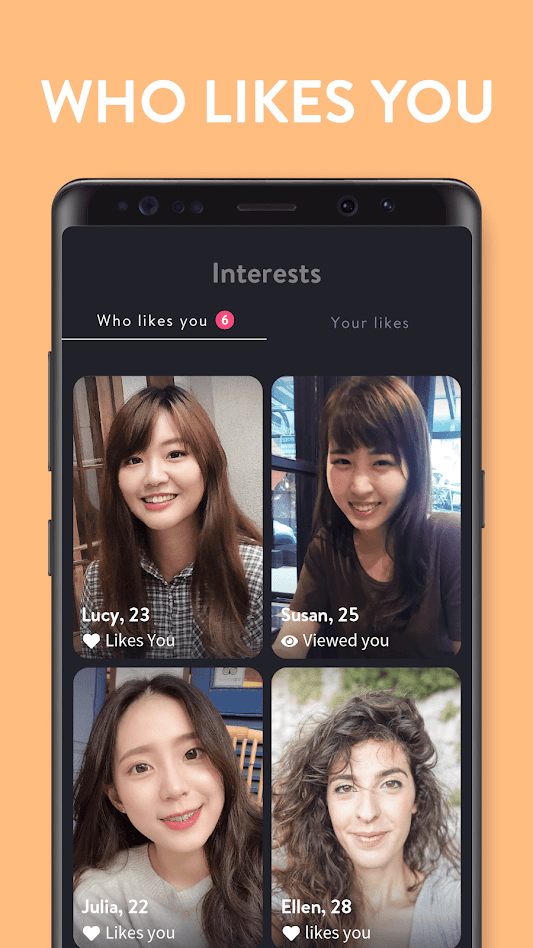 WHO LIKES YOU
Interests
Who likes you 6
Your likes
Lucy, 23
Likes You
Susan, 25
Viewed you
Julia, 22
Likes you
Ellen, 28
likes you